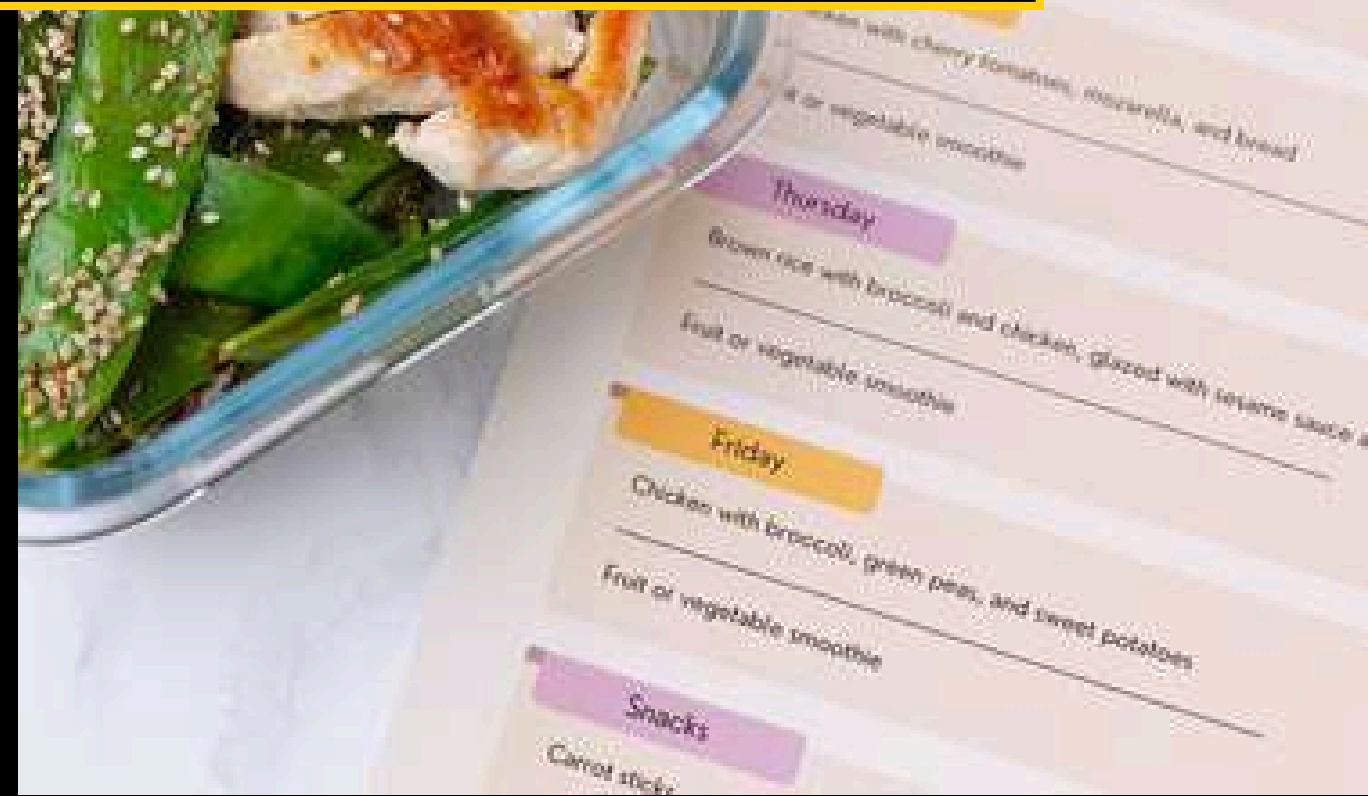 with cherry tomatoes, mozarella, and bread
or vegetable smoothie
Thursday
Brown rice with broccoli and chicken, glazed with sesame sauce
Fruit or vegetable smoothie
Friday
Chicken with broccoli, green peas, and sweet potatoes
Fruit or vegetable smoothie
Snacks
Carrot sticks